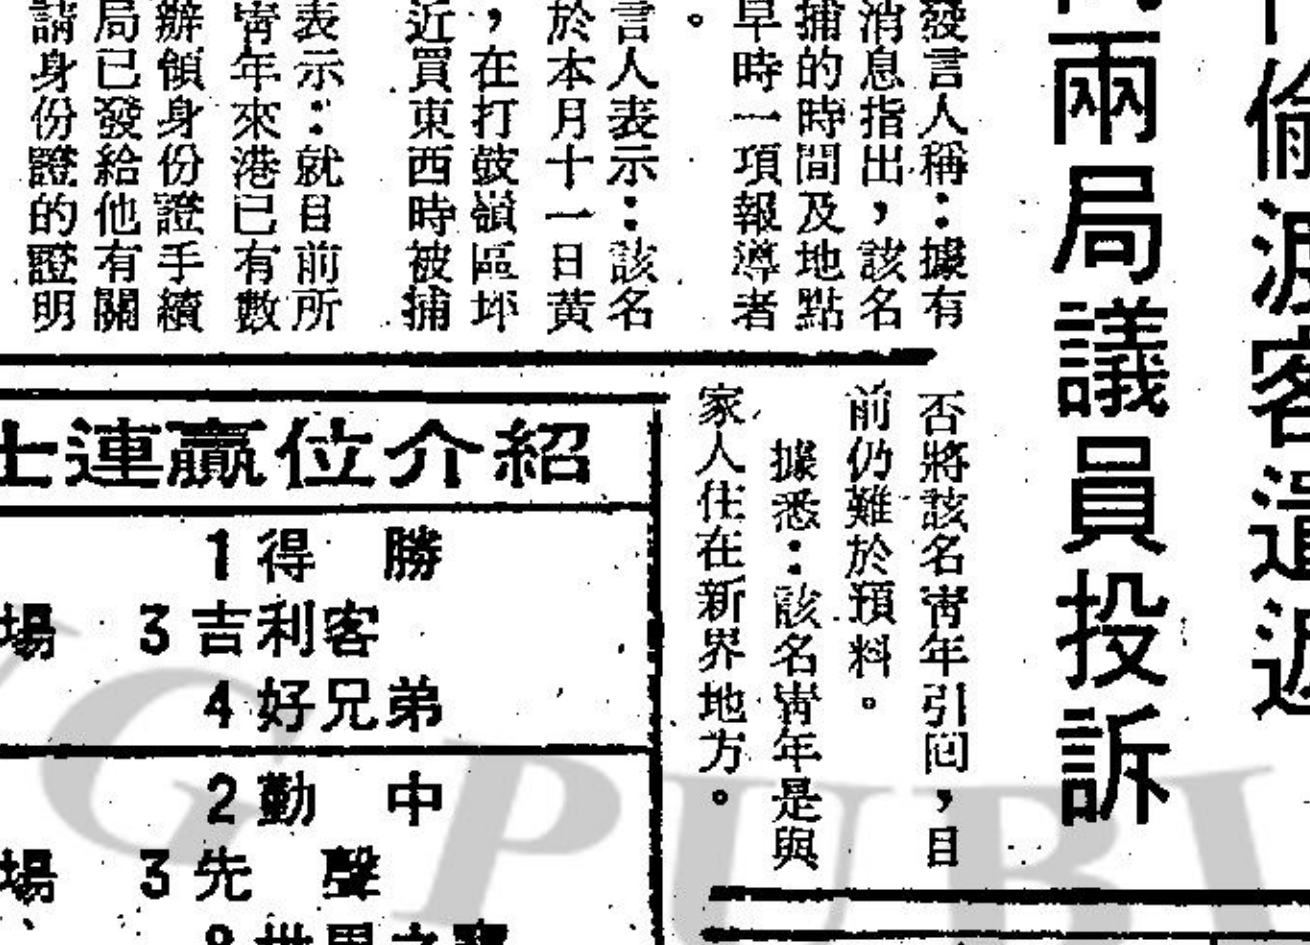 偷渡客遣返
向兩局議員投訴
發言人稱：據有
消息指出，該名
捕的時間及地點
早時一項報導者
。
言人表示：該名
於本月十一日黄
，在打鼓嶺區坪
近買東西時被捕
表示：就目前所
青年來港已有數
辦領身份證手續
局已發給他有關
請身份證的證明
否將該名青年引回，目
前仍難於預料。
據悉：該名青年是與
家人住在新界地方。
士連贏位介紹
1得 勝
場 3吉利客
4好兄弟
2勤 中
場 3先 聲
8世界之寶
PUBL